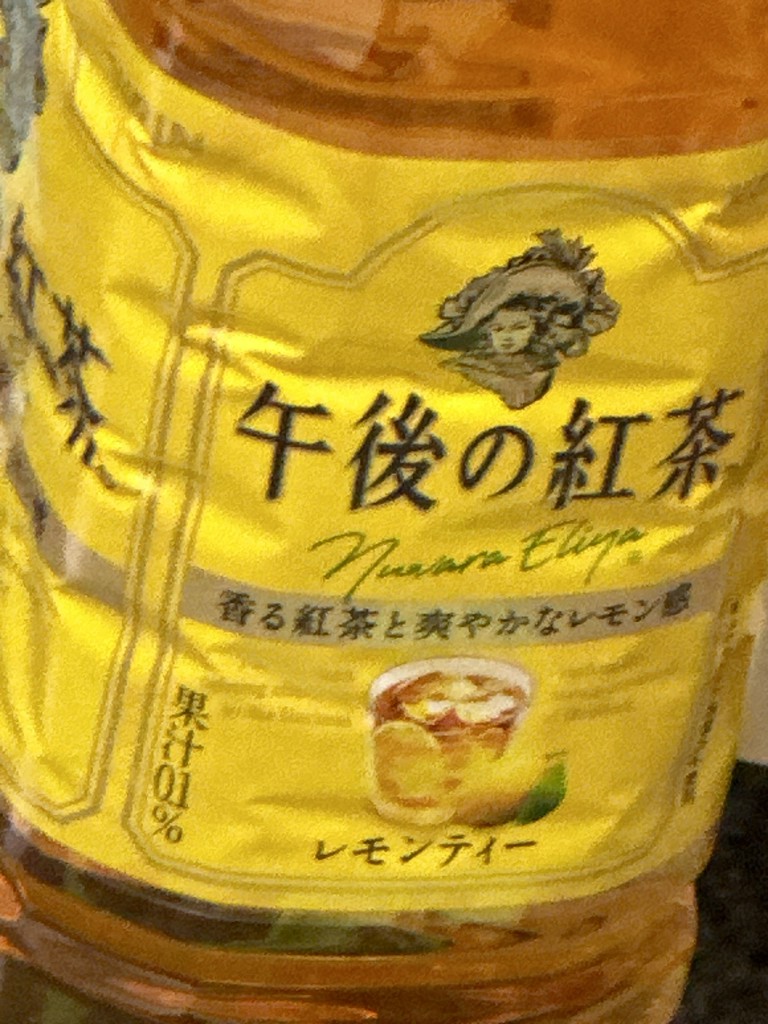 午後の紅茶
Nuwara Eliya
香る紅茶と爽やかなレモン感
果汁0.1%
レモンティー
紅茶